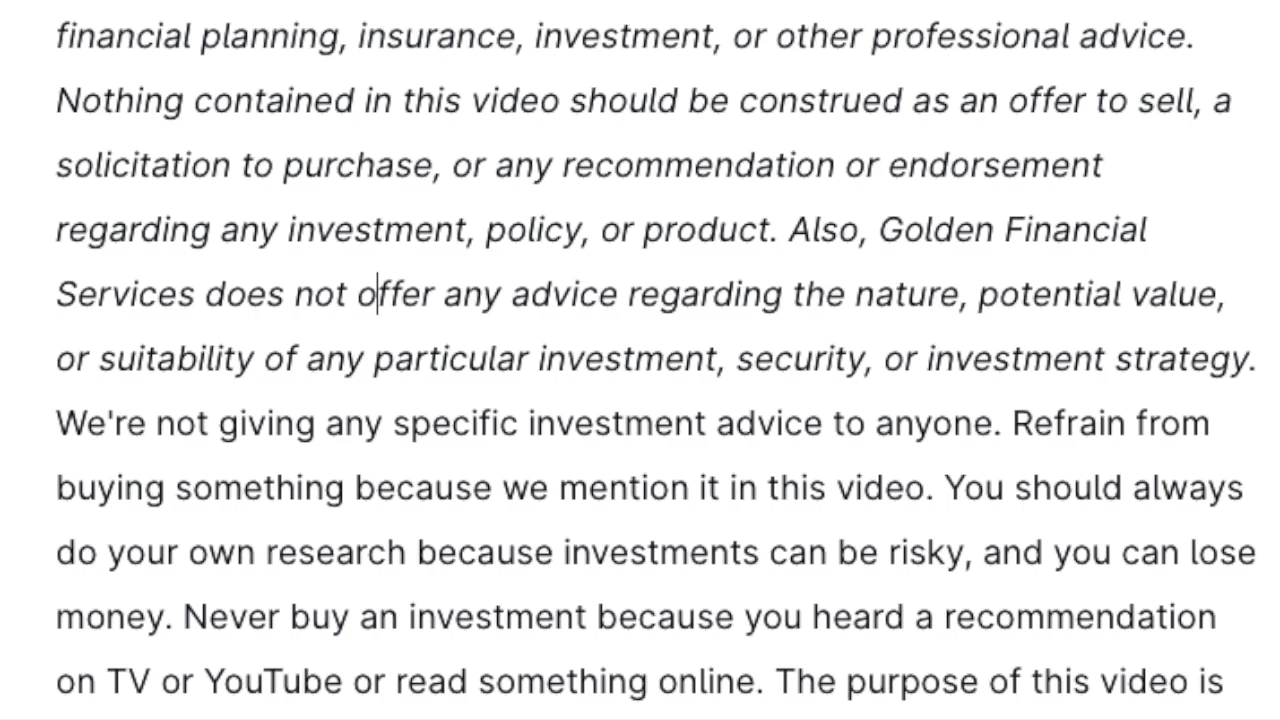 financial planning, insurance, investment, or other professional advice.
Nothing contained in this video should be construed as an offer to sell, a
solicitation to purchase, or any recommendation or endorsement
regarding any investment, policy, or product. Also, Golden Financial
Services does not offer any advice regarding the nature, potential value,
or suitability of any particular investment, security, or investment strategy.
We're not giving any specific investment advice to anyone. Refrain from
buying something because we mention it in this video. You should always
do your own research because investments can be risky, and you can lose
money. Never buy an investment because you heard a recommendation
on TV or YouTube or read something online. The purpose of this video is